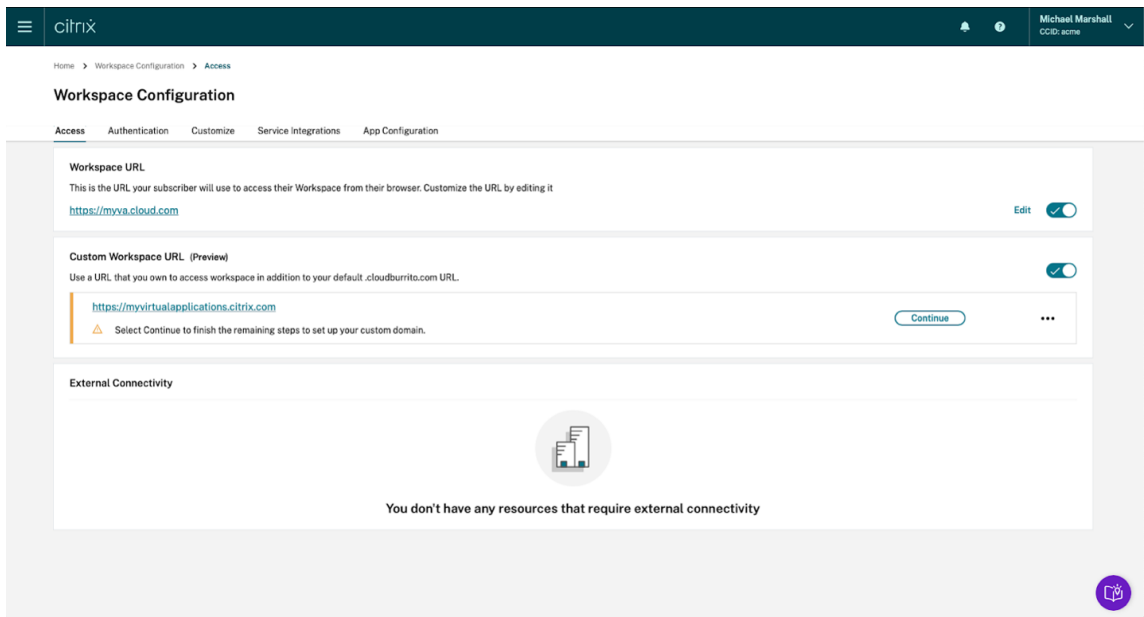 citrix
Michael Marshall
CCID: acme
Home > Workspace Configuration > Access
Workspace Configuration
Access Authentication Customize Service Integrations App Configuration
Workspace URL
This is the URL your subscriber will use to access their Workspace from their browser. Customize the URL by editing it
https://myva.cloud.com Edit
Custom Workspace URL (Preview)
Use a URL that you own to access workspace in addition to your default .cloudburrito.com URL.
https://myvirtualapplications.citrix.com
Select Continue to finish the remaining steps to set up your custom domain.
Continue
External Connectivity
You don't have any resources that require external connectivity